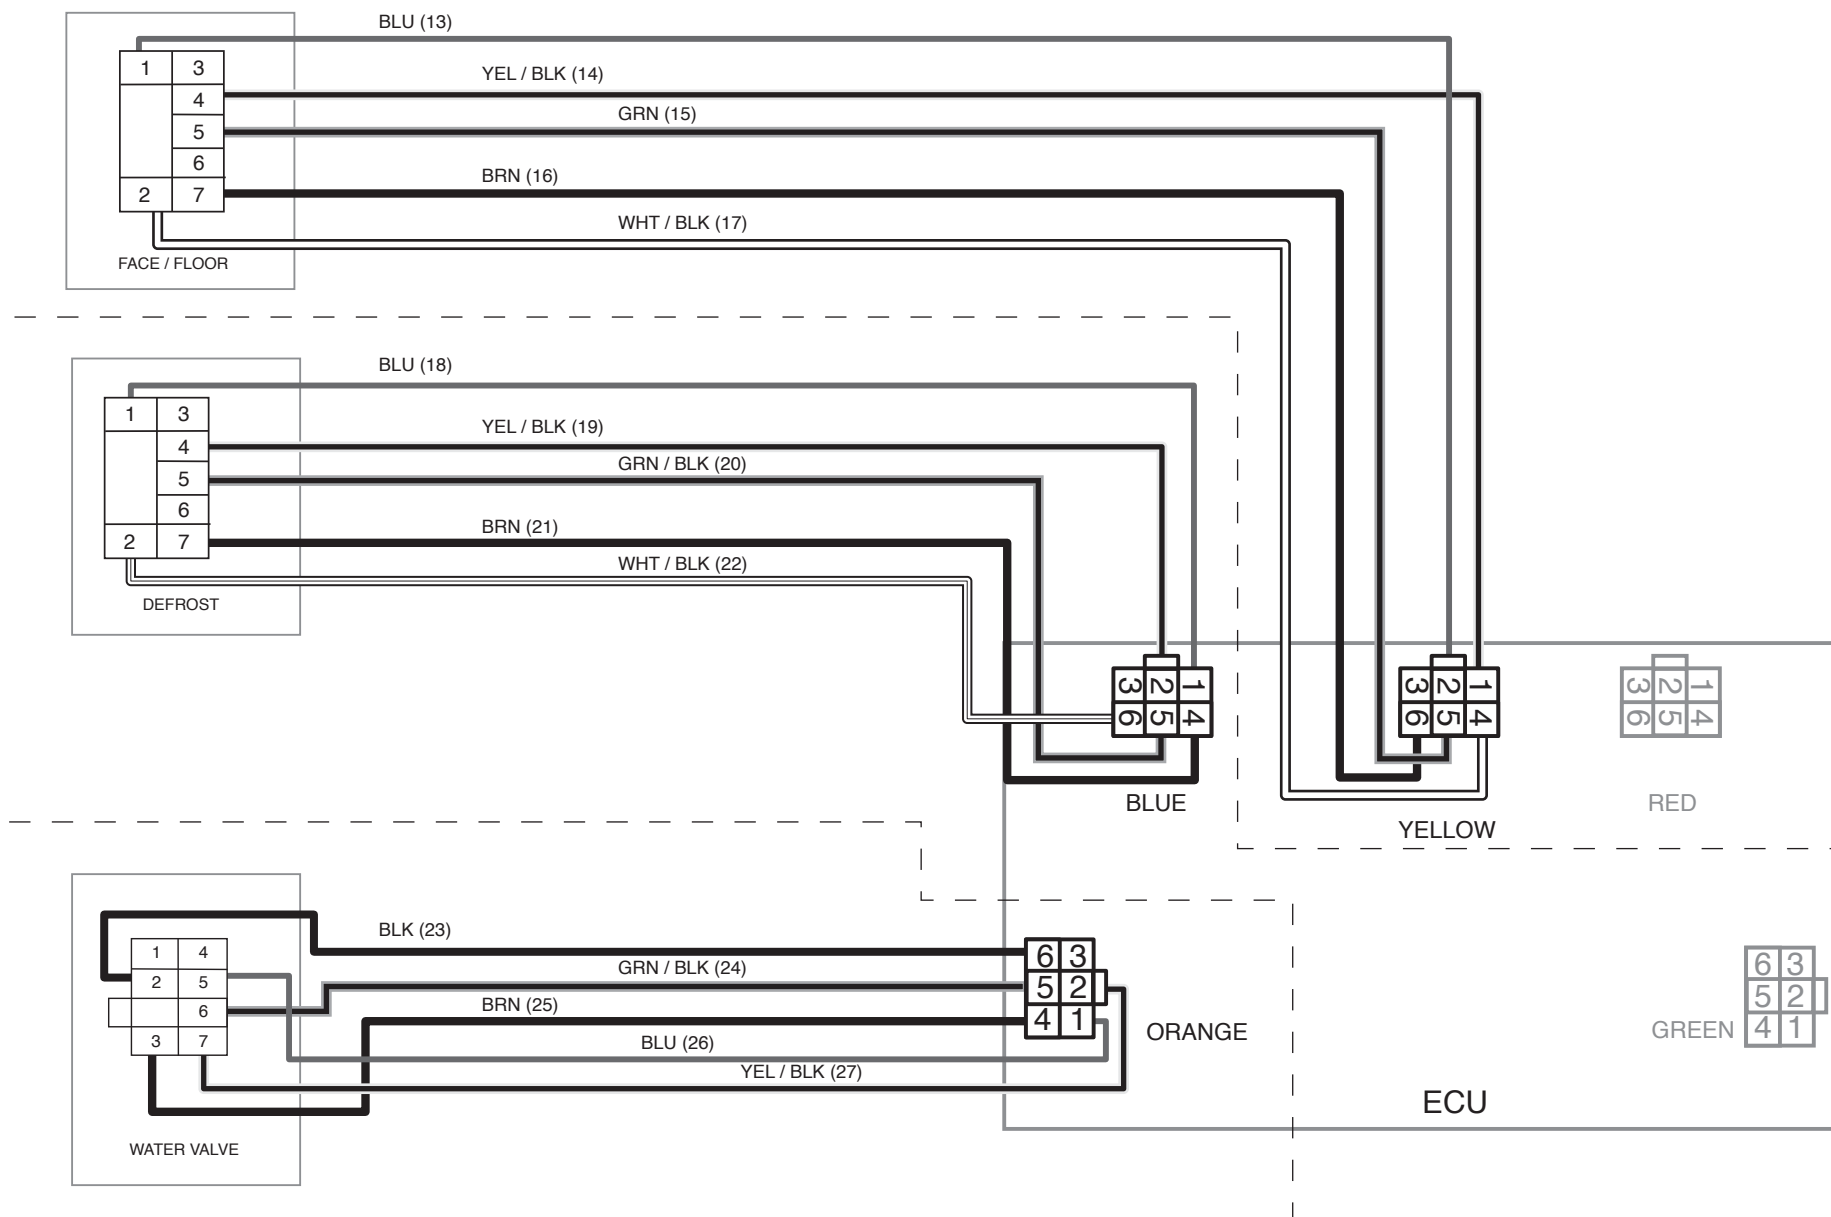 BLU (13)
1 3
YEL / BLK (14)
4
GRN (15)
5
6
BRN (16)
2 7
WHT / BLK (17)
FACE / FLOOR
BLU (18)
1 3
YEL / BLK (19)
4
GRN / BLK (20)
5
6
BRN (21)
2 7
WHT / BLK (22)
DEFROST
3 2 1
6 5 4
BLUE
3 2 1
6 5 4
YELLOW
3 2 1
6 5 4
RED
BLK (23)
1 4
GRN / BLK (24)
2 5
6
BRN (25)
3 7
BLU (26)
YEL / BLK (27)
WATER VALVE
6 3
5 2
4 1
ORANGE
6 3
5 2
GREEN 4 1
ECU